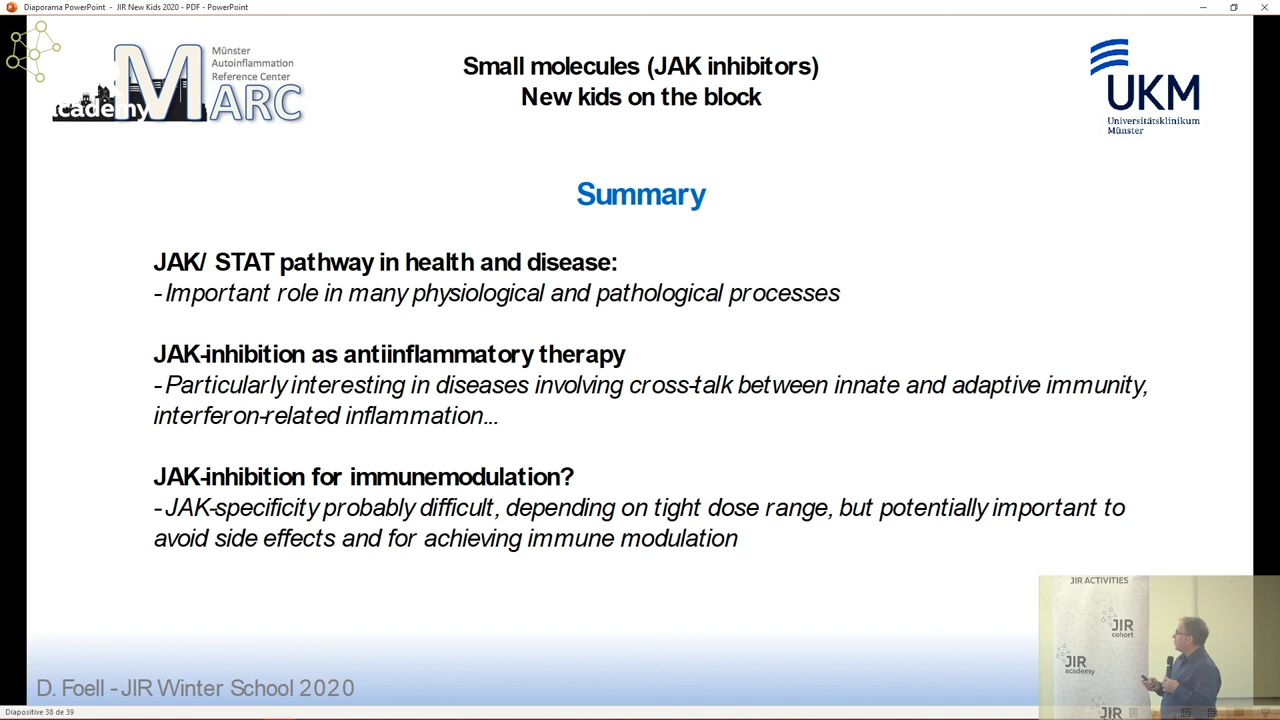 Diaporama PowerPoint - JIR New Kids 2020 - PDF - PowerPoint
academy
MARC
Münster
Autoinflammation
Reference Center
Small molecules (JAK inhibitors)
New kids on the block
UKM
Universitätsklinikum
Münster
Summary
JAK/ STAT pathway in health and disease:
- Important role in many physiological and pathological processes
JAK-inhibition as antiinflammatory therapy
- Particularly interesting in diseases involving cross-talk between innate and adaptive immunity,
interferon-related inflammation...
JAK-inhibition for immunemodulation?
- JAK-specificity probably difficult, depending on tight dose range, but potentially important to
avoid side effects and for achieving immune modulation
JIR ACTIVITIES
JIR
cohort
JIR
academy
JIR
D. Foell - JIR Winter School 2020
Diapositive 38 de 39